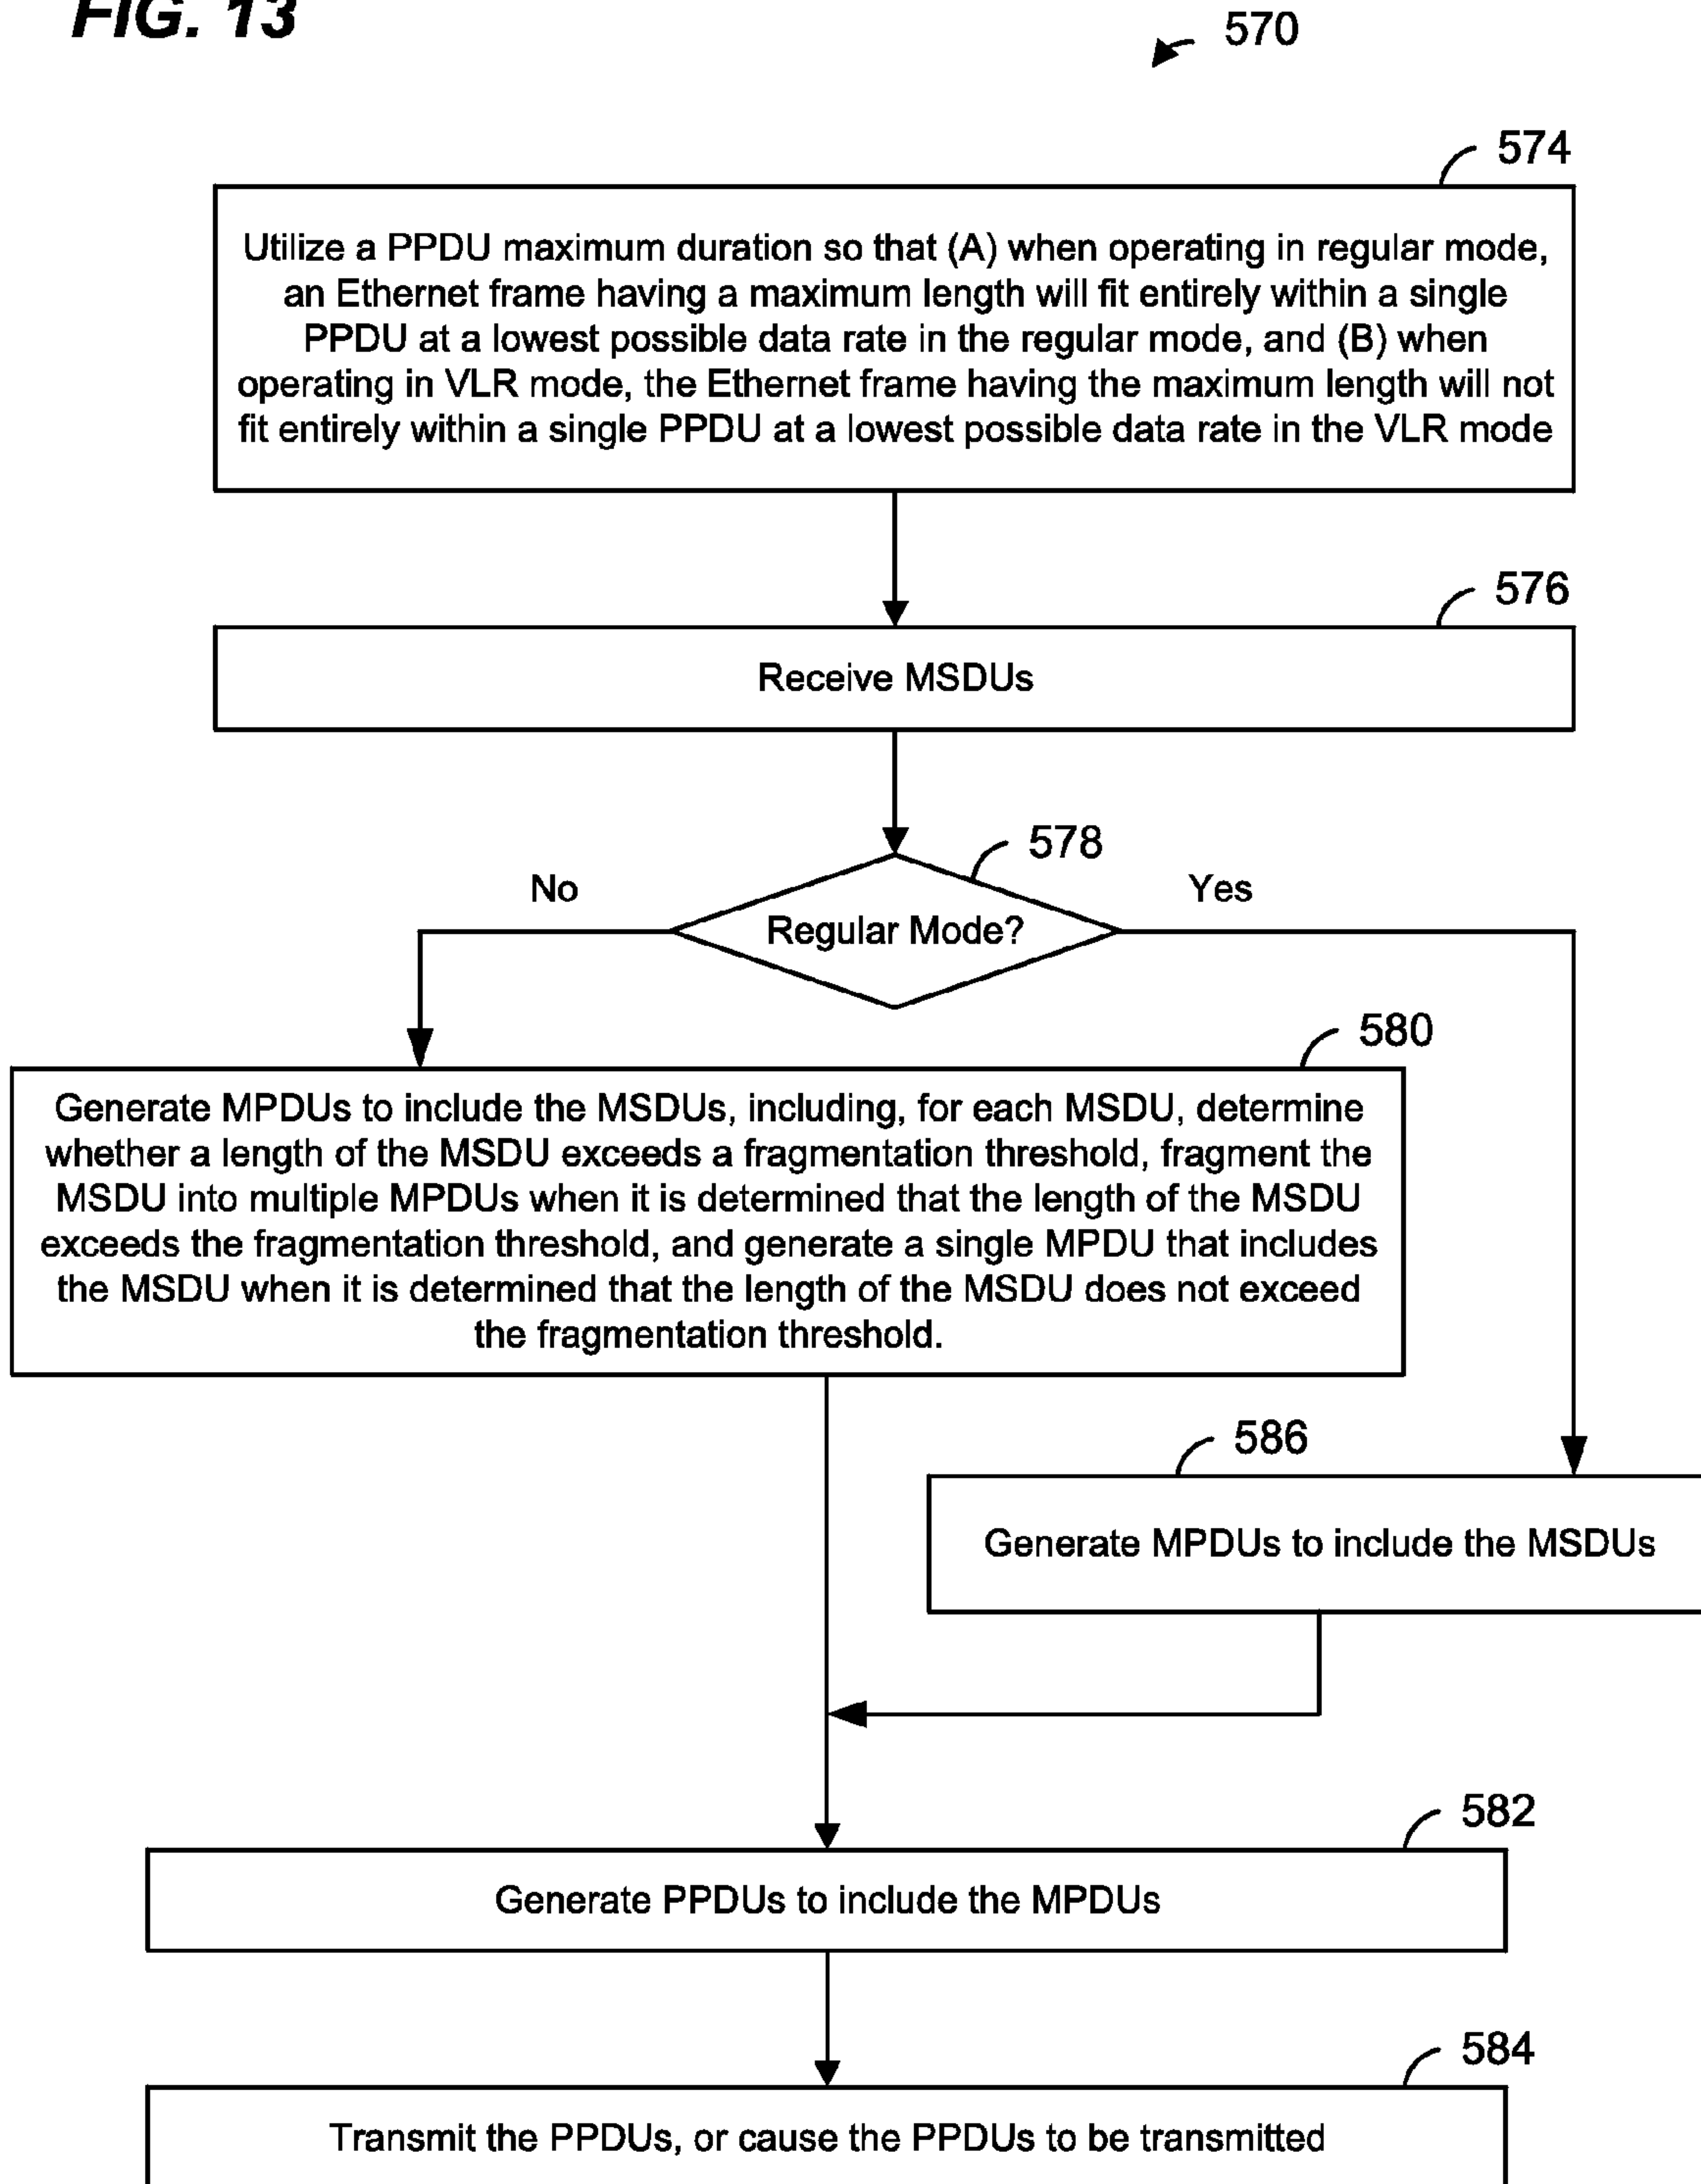 FIG. 13
570
574
Utilize a PPDU maximum duration so that (A) when operating in regular mode,
an Ethernet frame having a maximum length will fit entirely within a single
PPDU at a lowest possible data rate in the regular mode, and (B) when
operating in VLR mode, the Ethernet frame having the maximum length will not
fit entirely within a single PPDU at a lowest possible data rate in the VLR mode
576
Receive MSDUs
578
No
Yes
Regular Mode?
580
Generate MPDUs to include the MSDUs, including, for each MSDU, determine
whether a length of the MSDU exceeds a fragmentation threshold, fragment the
MSDU into multiple MPDUs when it is determined that the length of the MSDU
exceeds the fragmentation threshold, and generate a single MPDU that includes
the MSDU when it is determined that the length of the MSDU does not exceed
the fragmentation threshold.
586
Generate MPDUs to include the MSDUs
582
Generate PPDUs to include the MPDUs
584
Transmit the PPDUs, or cause the PPDUs to be transmitted